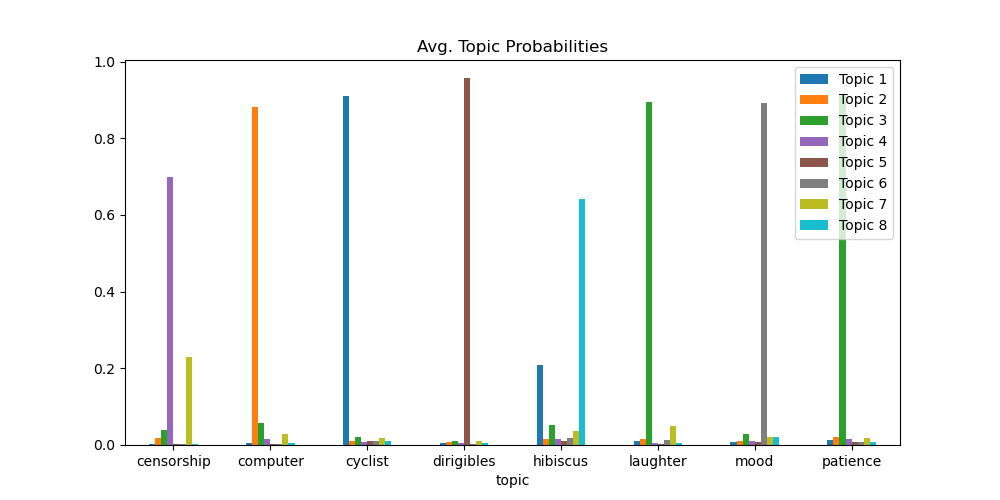 Avg. Topic Probabilities
1.0
0.8
0.6
0.4
0.2
0.0
Topic 1
Topic 2
Topic 3
Topic 4
Topic 5
Topic 6
Topic 7
Topic 8
censorship computer cyclist dirigibles hibiscus laughter mood patience
topic